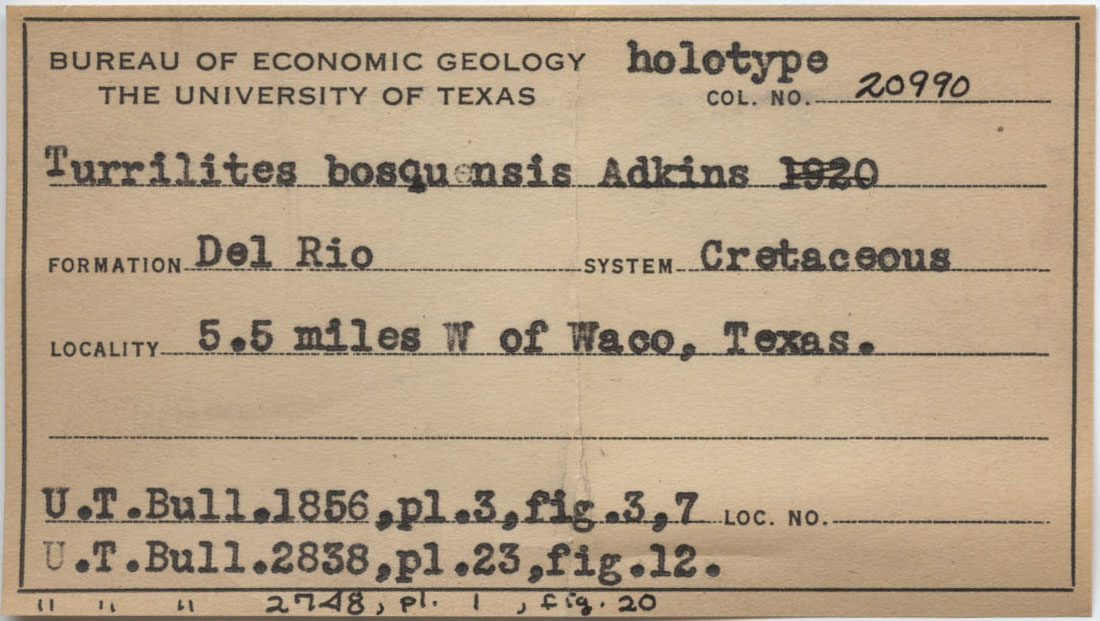 BUREAU OF ECONOMIC GEOLOGY holotype
THE UNIVERSITY OF TEXAS COL. NO. 20990
Turrilites bosquensis Adkins 1920
FORMATION Del Rio SYSTEM Cretaceous
LOCALITY 5.5 miles W of Waco, Texas.
U.T.Bull.1856,pl.3,fig.3,7 LOC. NO.
U.T.Bull.2838,pl.23,fig.12.
" " " 2748, pl. 1 , fig. 20